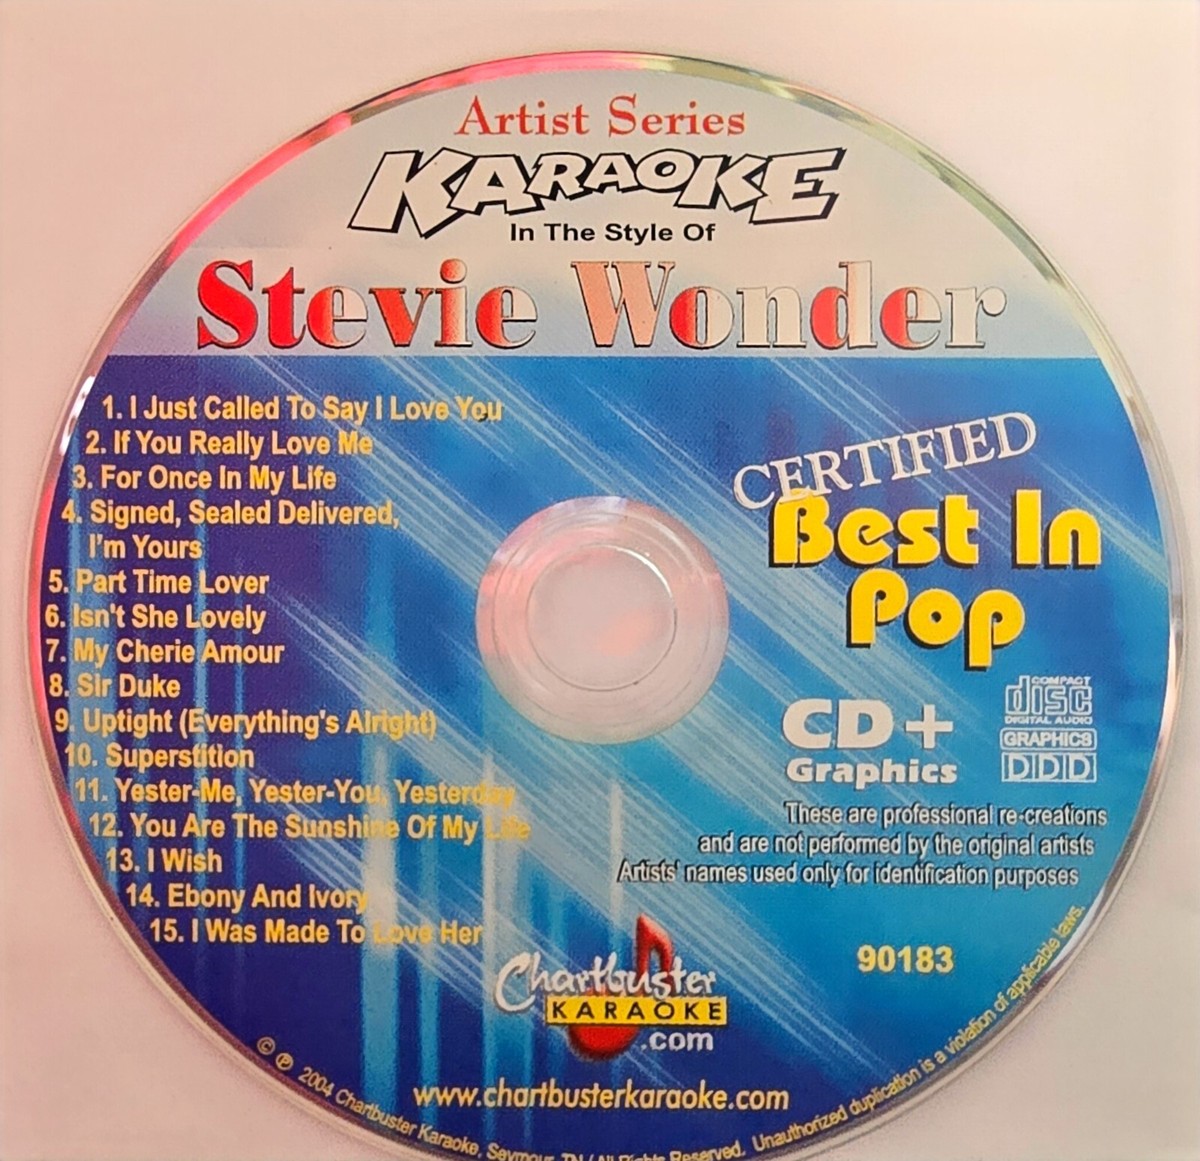 Artist Series
KARAOKE
In The Style Of
Stevie Wonder
1. I Just Called To Say I Love You
2. If You Really Love Me
3. For Once In My Life
4. Signed, Sealed Delivered,
I'm Yours
5. Part Time Lover
6. Isn't She Lovely
7. My Cherie Amour
8. Sir Duke
9. Uptight (Everything's Alright)
10. Superstition
11. Yester-Me, Yester-You, Yesterday
12. You Are The Sunshine Of My Life
13. I Wish
14. Ebony And Ivory
15. I Was Made To Love Her
CERTIFIED
Best In
Pop
CD+
Graphics
COMPACT
disc
DIGITAL AUDIO
GRAPHICS
DDD
These are professional re-creations
and are not performed by the original artists
Artists' names used only for identification purposes
90183
Chartbuster
KARAOKE
.com
www.chartbusterkaraoke.com
© ℗ 2004 Chartbuster Karaoke, Seymour, TN / All Rights Reserved. Unauthorized duplication is a violation of applicable laws.